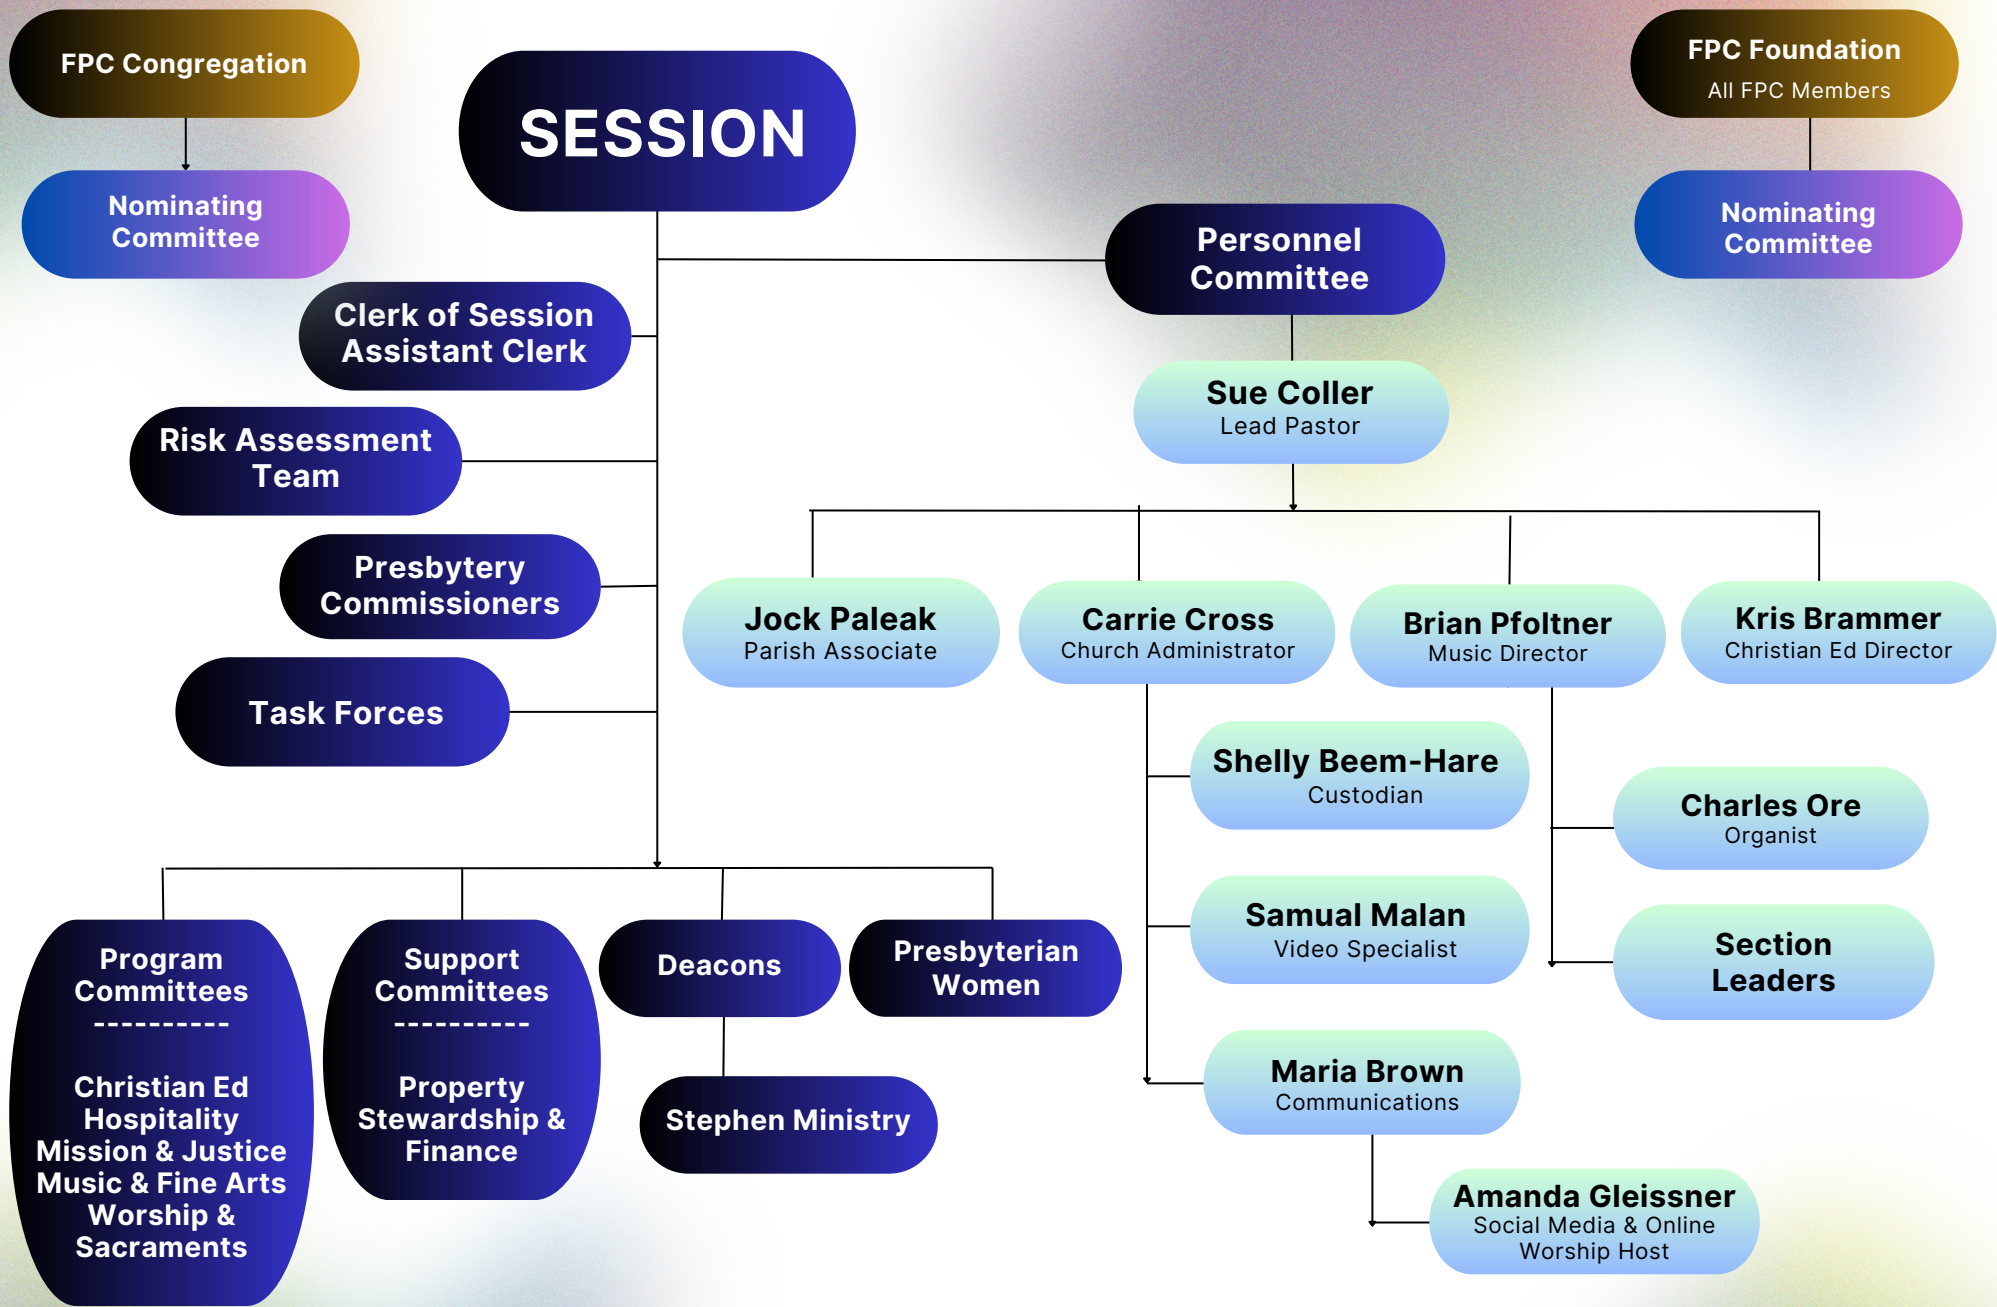 FPC Congregation
Nominating
Committee
SESSION
FPC Foundation
All FPC Members
Nominating
Committee
Personnel
Committee
Clerk of Session
Assistant Clerk
Risk Assessment
Team
Presbytery
Commissioners
Task Forces
Sue Coller
Lead Pastor
Jock Paleak
Parish Associate
Carrie Cross
Church Administrator
Brian Pfoltner
Music Director
Kris Brammer
Christian Ed Director
Shelly Beem-Hare
Custodian
Samual Malan
Video Specialist
Maria Brown
Communications
Amanda Gleissner
Social Media & Online
Worship Host
Charles Ore
Organist
Section
Leaders
Program
Committees
----------
Christian Ed
Hospitality
Mission & Justice
Music & Fine Arts
Worship &
Sacraments
Support
Committees
----------
Property
Stewardship &
Finance
Deacons
Stephen Ministry
Presbyterian
Women